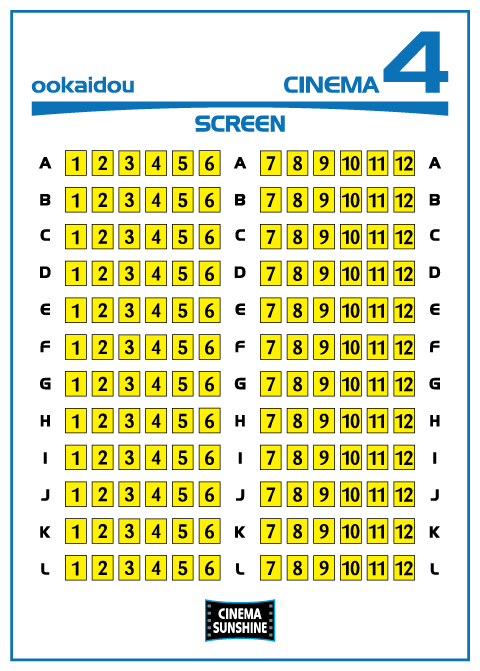 ookaidou CINEMA 4
SCREEN
A 1 2 3 4 5 6 A 7 8 9 10 11 12 A
B 1 2 3 4 5 6 B 7 8 9 10 11 12 B
C 1 2 3 4 5 6 C 7 8 9 10 11 12 C
D 1 2 3 4 5 6 D 7 8 9 10 11 12 D
E 1 2 3 4 5 6 E 7 8 9 10 11 12 E
F 1 2 3 4 5 6 F 7 8 9 10 11 12 F
G 1 2 3 4 5 6 G 7 8 9 10 11 12 G
H 1 2 3 4 5 6 H 7 8 9 10 11 12 H
I 1 2 3 4 5 6 I 7 8 9 10 11 12 I
J 1 2 3 4 5 6 J 7 8 9 10 11 12 J
K 1 2 3 4 5 6 K 7 8 9 10 11 12 K
L 1 2 3 4 5 6 L 7 8 9 10 11 12 L
CINEMA
SUNSHINE